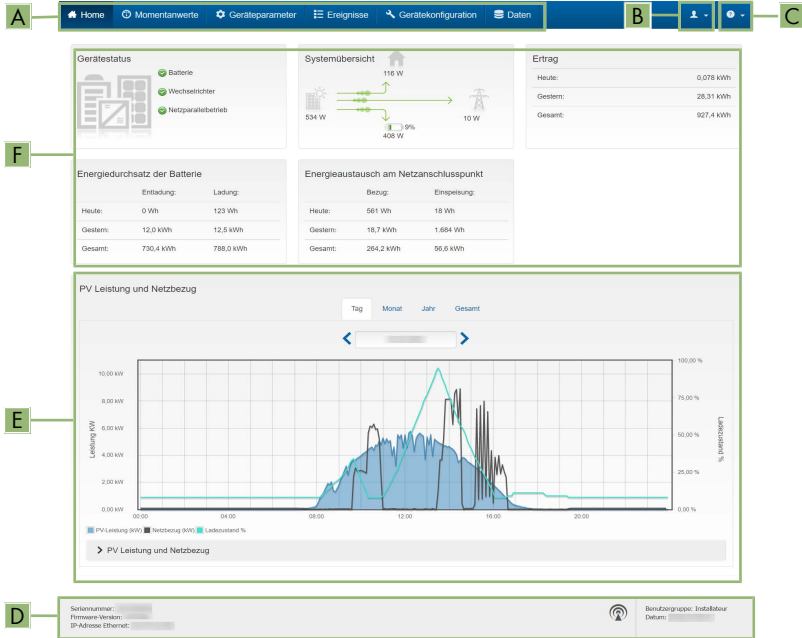 A
Home Momentanwerte Geräteparameter Ereignisse Gerätekonfiguration Daten
B
C
Gerätestatus
Batterie
Wechselrichter
Netzparallelbetrieb
Systemübersicht
116 W
534 W
10 W
9%
408 W
Ertrag
Heute: 0,078 kWh
Gestern: 28,31 kWh
Gesamt: 927,4 kWh
F
Energiedurchsatz der Batterie
Entladung: Ladung:
Heute: 0 Wh 123 Wh
Gestern: 12,0 kWh 12,5 kWh
Gesamt: 730,4 kWh 788,0 kWh
Energieaustausch am Netzanschlusspunkt
Bezug: Einspeisung:
Heute: 561 Wh 18 Wh
Gestern: 18,7 kWh 1.684 Wh
Gesamt: 264,2 kWh 56,6 kWh
PV Leistung und Netzbezug
Tag Monat Jahr Gesamt
E
Leistung KW
10,00 kW
8,00 kW
6,00 kW
4,00 kW
2,00 kW
0,00 kW
100,00 %
75,00 %
50,00 %
25,00 %
0,00 %
Ladezustand %
00:00 04:00 08:00 12:00 16:00 20:00
PV-Leistung (kW) Netzbezug (kW) Ladezustand %
PV Leistung und Netzbezug
D
Seriennummer:
Firmware-Version:
IP-Adresse Ethernet:
Benutzergruppe: Installateur
Datum: